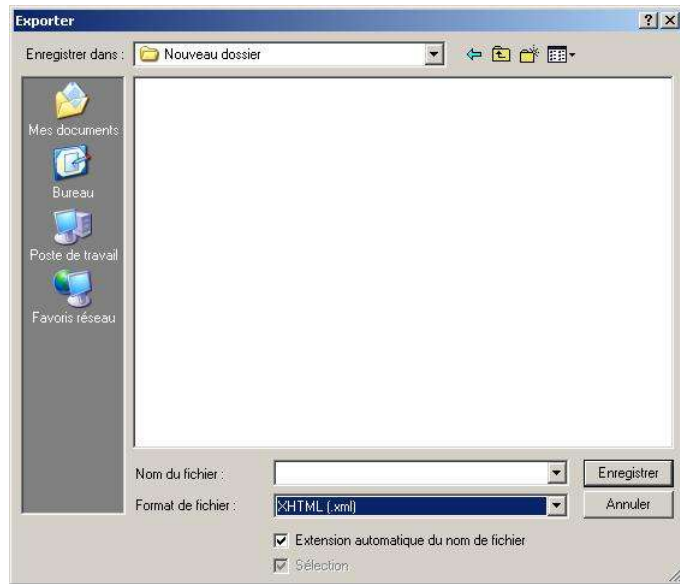 Exporter
Enregistrer dans :
Nouveau dossier
Mes documents
Bureau
Poste de travail
Favoris réseau
Nom du fichier :
Enregistrer
Format de fichier :
XHTML (.xml)
Annuler
Extension automatique du nom de fichier
Sélection